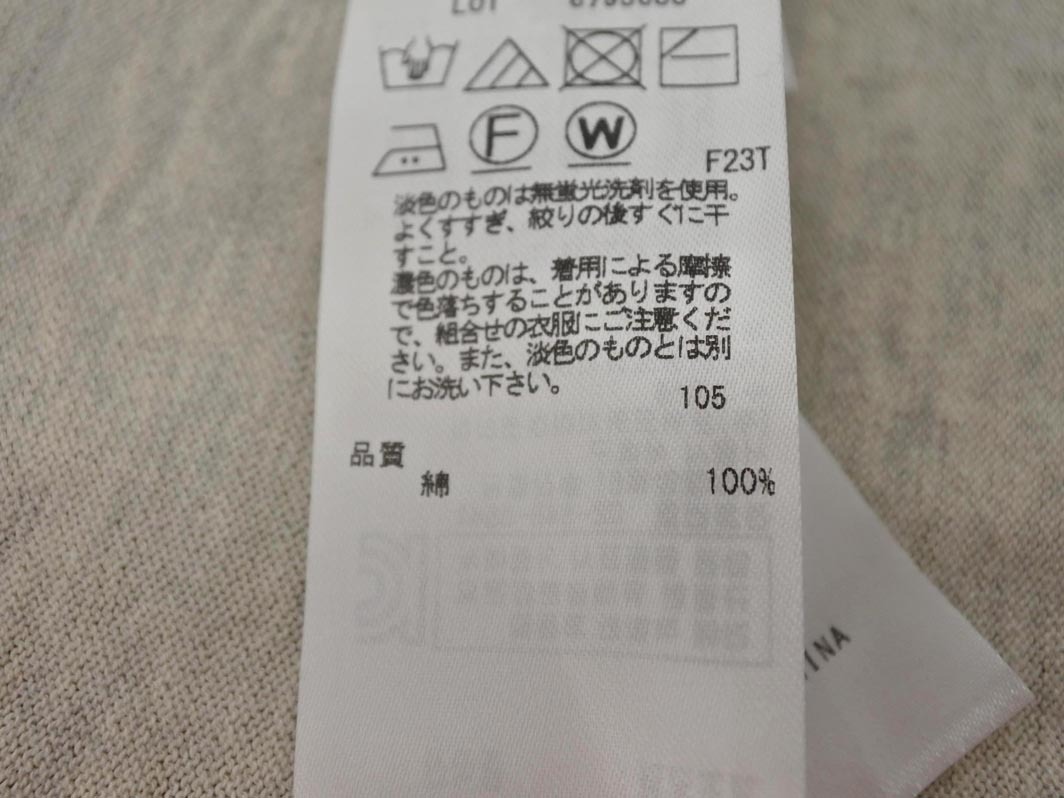 LOT
F
W
F23T
淡色のものは無蛍光洗剤を使用。
よくすすぎ、絞りの後すぐに干
すこと。
濃色のものは、着用による摩擦
で色落ちすることがありますの
で、組合せの衣服にご注意くだ
さい。また、淡色のものとは別
にお洗い下さい。
105
品質
綿 100%